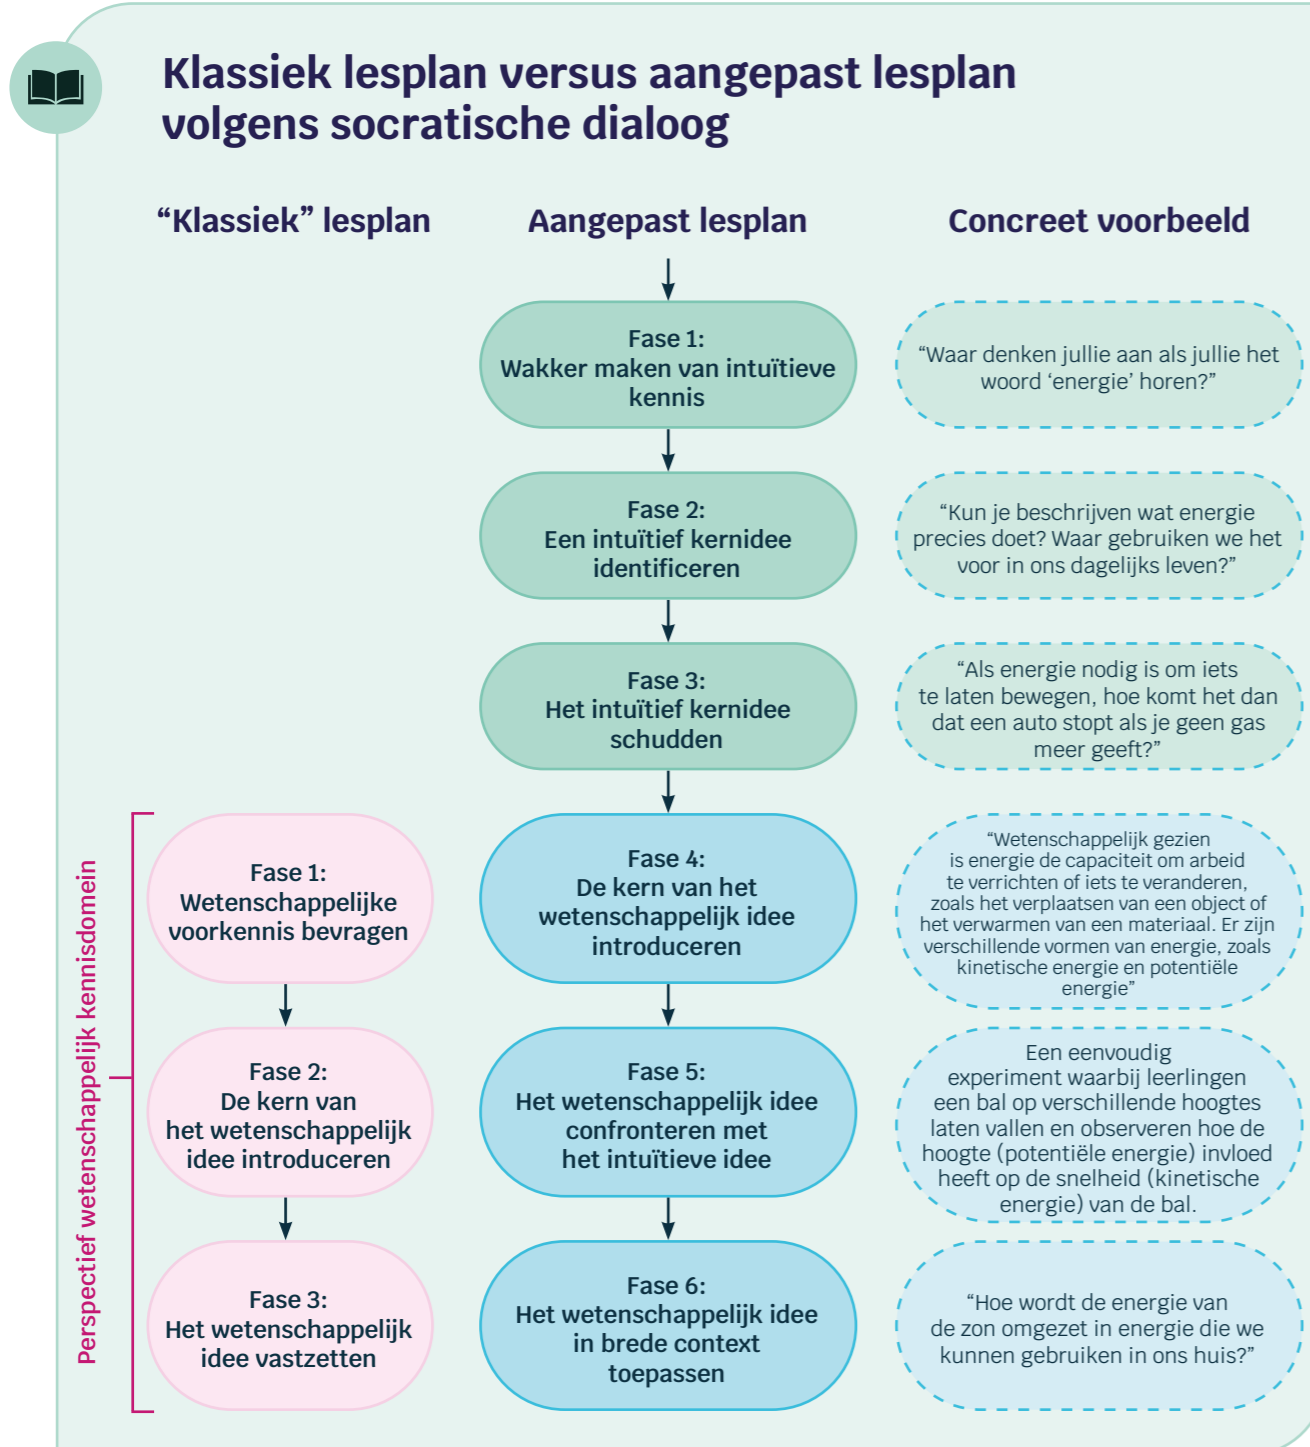 Klassiek lesplan versus aangepast lesplan
volgens socratische dialoog
“Klassiek” lesplan
Aangepast lesplan
Concreet voorbeeld
Fase 1:
Wakker maken van intuïtieve
kennis
“Waar denken jullie aan als jullie het
woord ‘energie’ horen?”
Fase 2:
Een intuïtief kernidee
identificeren
“Kun je beschrijven wat energie
precies doet? Waar gebruiken we het
voor in ons dagelijks leven?”
Fase 3:
Het intuïtief kernidee
schudden
“Als energie nodig is om iets
te laten bewegen, hoe komt het dan
dat een auto stopt als je geen gas
meer geeft?”
Perspectief wetenschappelijk kennisdomein
Fase 1:
Wetenschappelijke
voorkennis bevragen
Fase 4:
De kern van het
wetenschappelijk idee
introduceren
“Wetenschappelijk gezien
is energie de capaciteit om arbeid
te verrichten of iets te veranderen,
zoals het verplaatsen van een object of
het verwarmen van een materiaal. Er zijn
verschillende vormen van energie, zoals
kinetische energie en potentiële
energie”
Fase 2:
De kern van
het wetenschappelijk
idee introduceren
Fase 5:
Het wetenschappelijk idee
confronteren met
het intuïtieve idee
Een eenvoudig
experiment waarbij leerlingen
een bal op verschillende hoogtes
laten vallen en observeren hoe de
hoogte (potentiële energie) invloed
heeft op de snelheid (kinetische
energie) van de bal.
Fase 3:
Het wetenschappelijk
idee vastzetten
Fase 6:
Het wetenschappelijk idee
in brede context
toepassen
“Hoe wordt de energie van
de zon omgezet in energie die we
kunnen gebruiken in ons huis?”